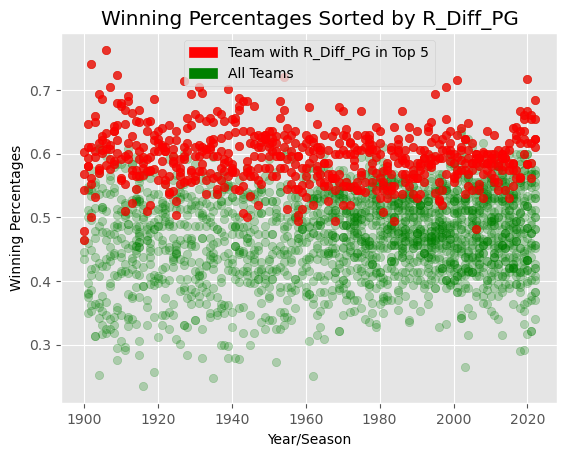 Winning Percentages Sorted by R_Diff_PG
Team with R_Diff_PG in Top 5
All Teams
Winning Percentages
0.7
0.6
0.5
0.4
0.3
1900 1920 1940 1960 1980 2000 2020
Year/Season